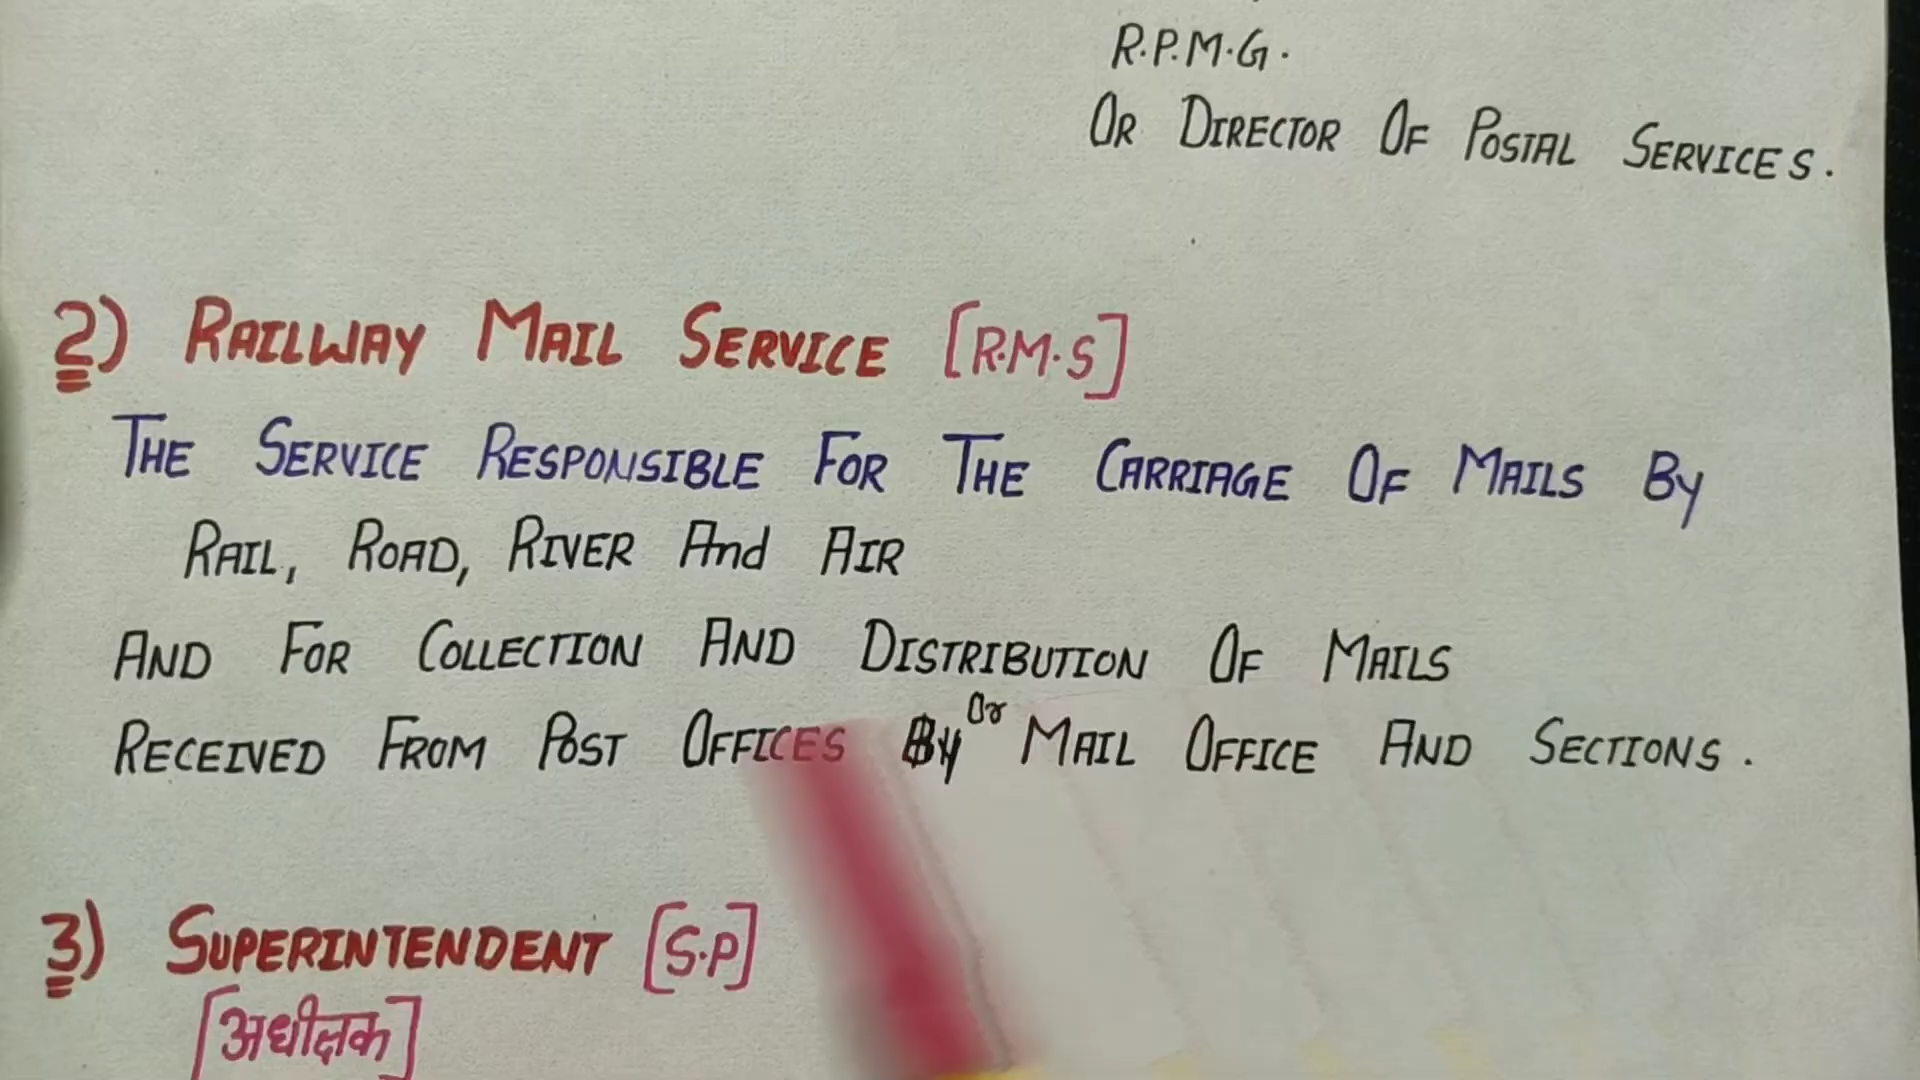 R.P.M.G.
OR DIRECTOR OF POSTAL SERVICES.
2) RAILWAY MAIL SERVICE [R.M.S]
THE SERVICE RESPONSIBLE FOR THE CARRIAGE OF MAILS BY
RAIL, ROAD, RIVER And AIR
AND FOR COLLECTION AND DISTRIBUTION OF MAILS
RECEIVED FROM POST OFFICES By Or MAIL OFFICE AND SECTIONS.
3) SUPERINTENDENT [S.P]
[अधीक्षक]